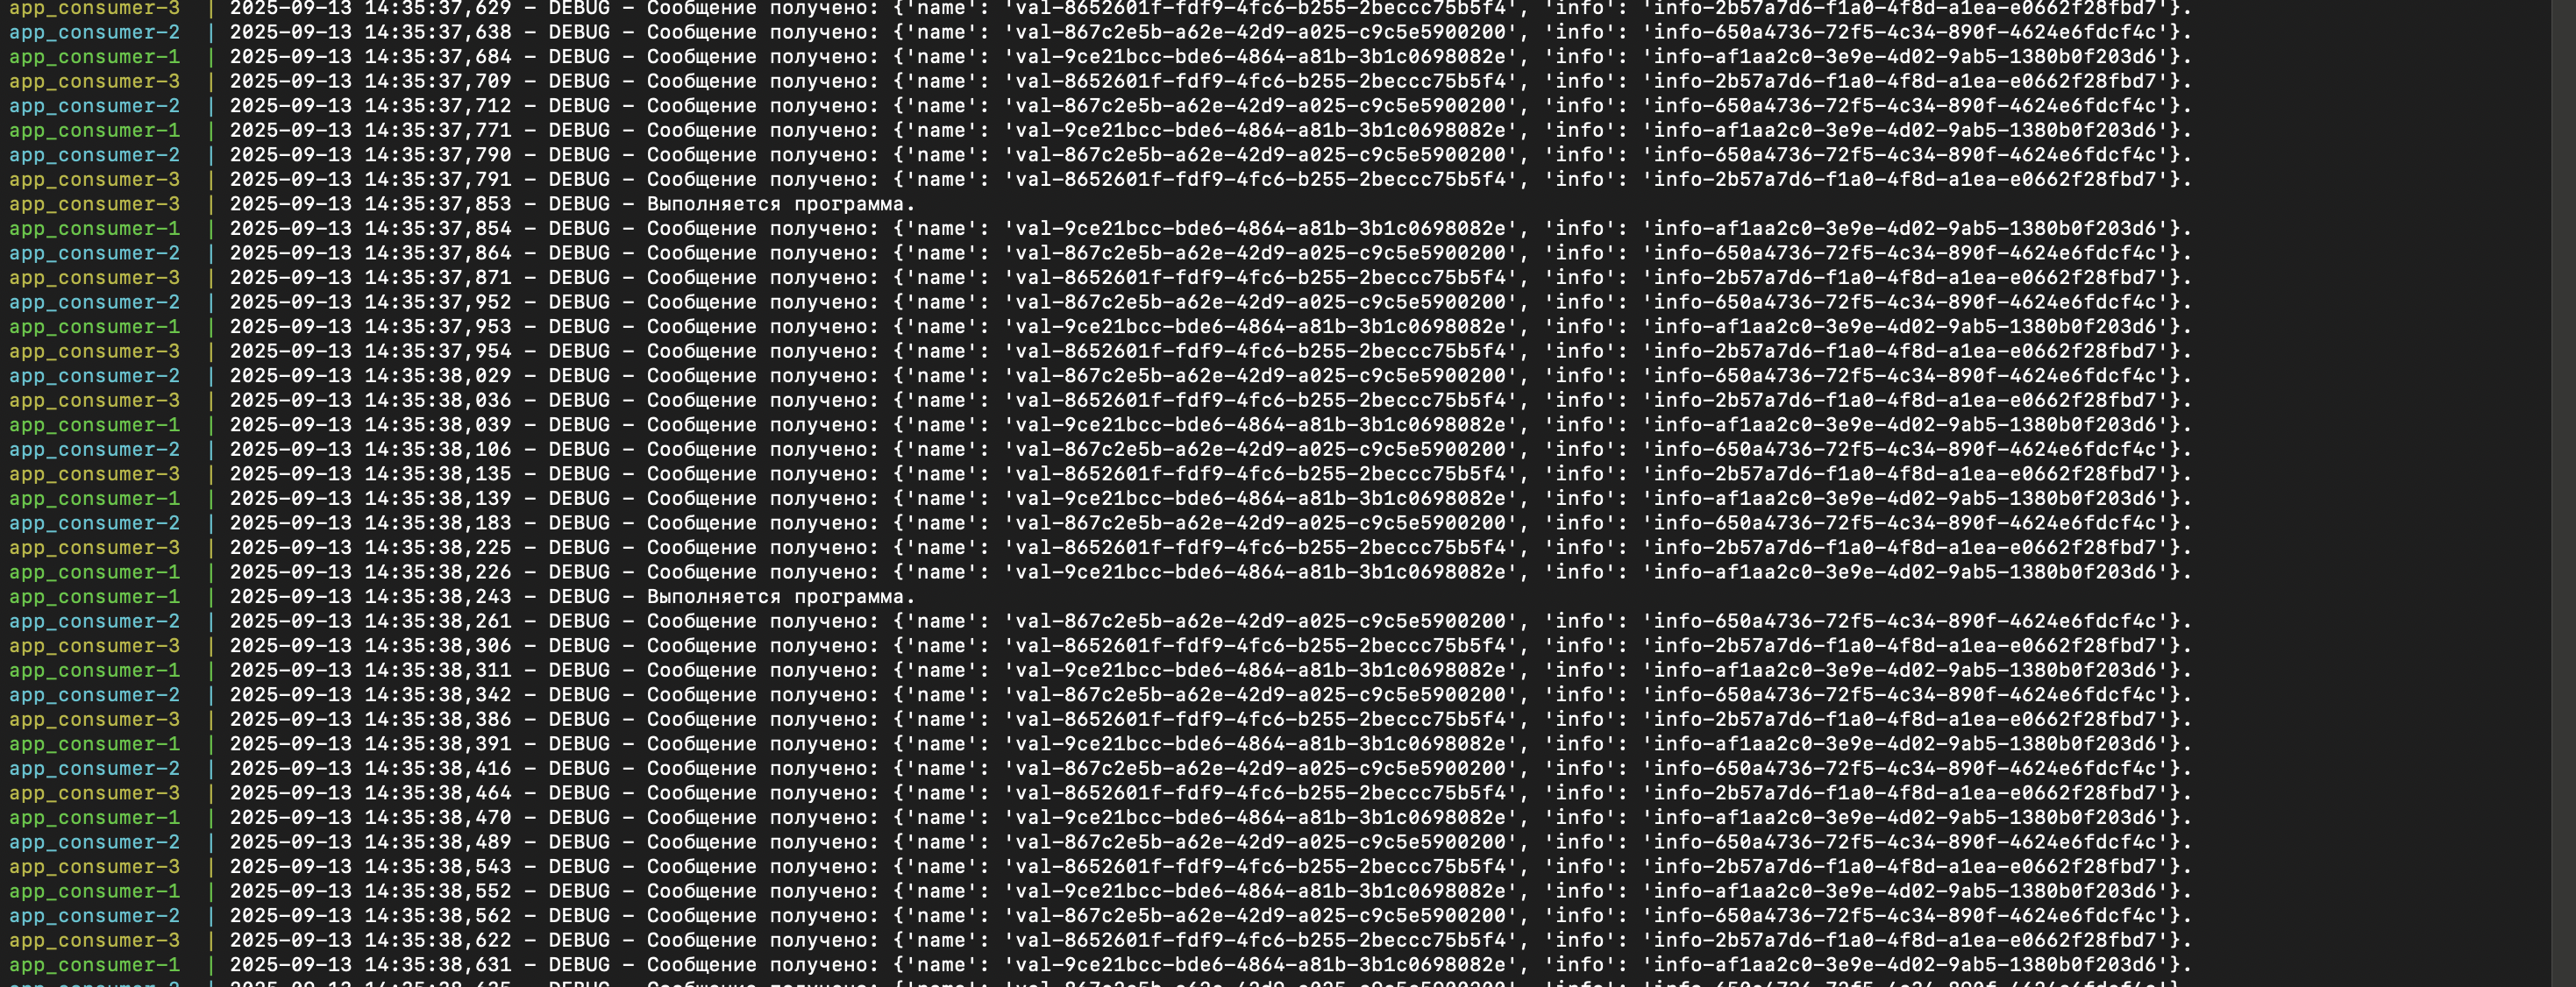 app_consumer-3  | 2025-09-13 14:35:37,629 - DEBUG - Сообщение получено: {'name': 'val-8652601f-fdf9-4fc6-b255-2beccc75b5f4', 'info': 'info-2b57a7d6-f1a0-4f8d-a1ea-e0662f28fbd7'}.
app_consumer-2  | 2025-09-13 14:35:37,638 - DEBUG - Сообщение получено: {'name': 'val-867c2e5b-a62e-42d9-a025-c9c5e5900200', 'info': 'info-650a4736-72f5-4c34-890f-4624e6fdcf4c'}.
app_consumer-1  | 2025-09-13 14:35:37,684 - DEBUG - Сообщение получено: {'name': 'val-9ce21bcc-bde6-4864-a81b-3b1c0698082e', 'info': 'info-af1aa2c0-3e9e-4d02-9ab5-1380b0f203d6'}.
app_consumer-3  | 2025-09-13 14:35:37,709 - DEBUG - Сообщение получено: {'name': 'val-8652601f-fdf9-4fc6-b255-2beccc75b5f4', 'info': 'info-2b57a7d6-f1a0-4f8d-a1ea-e0662f28fbd7'}.
app_consumer-2  | 2025-09-13 14:35:37,712 - DEBUG - Сообщение получено: {'name': 'val-867c2e5b-a62e-42d9-a025-c9c5e5900200', 'info': 'info-650a4736-72f5-4c34-890f-4624e6fdcf4c'}.
app_consumer-1  | 2025-09-13 14:35:37,771 - DEBUG - Сообщение получено: {'name': 'val-9ce21bcc-bde6-4864-a81b-3b1c0698082e', 'info': 'info-af1aa2c0-3e9e-4d02-9ab5-1380b0f203d6'}.
app_consumer-2  | 2025-09-13 14:35:37,790 - DEBUG - Сообщение получено: {'name': 'val-867c2e5b-a62e-42d9-a025-c9c5e5900200', 'info': 'info-650a4736-72f5-4c34-890f-4624e6fdcf4c'}.
app_consumer-3  | 2025-09-13 14:35:37,791 - DEBUG - Сообщение получено: {'name': 'val-8652601f-fdf9-4fc6-b255-2beccc75b5f4', 'info': 'info-2b57a7d6-f1a0-4f8d-a1ea-e0662f28fbd7'}.
app_consumer-3  | 2025-09-13 14:35:37,853 - DEBUG - Выполняется программа.
app_consumer-1  | 2025-09-13 14:35:37,854 - DEBUG - Сообщение получено: {'name': 'val-9ce21bcc-bde6-4864-a81b-3b1c0698082e', 'info': 'info-af1aa2c0-3e9e-4d02-9ab5-1380b0f203d6'}.
app_consumer-2  | 2025-09-13 14:35:37,864 - DEBUG - Сообщение получено: {'name': 'val-867c2e5b-a62e-42d9-a025-c9c5e5900200', 'info': 'info-650a4736-72f5-4c34-890f-4624e6fdcf4c'}.
app_consumer-3  | 2025-09-13 14:35:37,871 - DEBUG - Сообщение получено: {'name': 'val-8652601f-fdf9-4fc6-b255-2beccc75b5f4', 'info': 'info-2b57a7d6-f1a0-4f8d-a1ea-e0662f28fbd7'}.
app_consumer-2  | 2025-09-13 14:35:37,952 - DEBUG - Сообщение получено: {'name': 'val-867c2e5b-a62e-42d9-a025-c9c5e5900200', 'info': 'info-650a4736-72f5-4c34-890f-4624e6fdcf4c'}.
app_consumer-1  | 2025-09-13 14:35:37,953 - DEBUG - Сообщение получено: {'name': 'val-9ce21bcc-bde6-4864-a81b-3b1c0698082e', 'info': 'info-af1aa2c0-3e9e-4d02-9ab5-1380b0f203d6'}.
app_consumer-3  | 2025-09-13 14:35:37,954 - DEBUG - Сообщение получено: {'name': 'val-8652601f-fdf9-4fc6-b255-2beccc75b5f4', 'info': 'info-2b57a7d6-f1a0-4f8d-a1ea-e0662f28fbd7'}.
app_consumer-2  | 2025-09-13 14:35:38,029 - DEBUG - Сообщение получено: {'name': 'val-867c2e5b-a62e-42d9-a025-c9c5e5900200', 'info': 'info-650a4736-72f5-4c34-890f-4624e6fdcf4c'}.
app_consumer-3  | 2025-09-13 14:35:38,036 - DEBUG - Сообщение получено: {'name': 'val-8652601f-fdf9-4fc6-b255-2beccc75b5f4', 'info': 'info-2b57a7d6-f1a0-4f8d-a1ea-e0662f28fbd7'}.
app_consumer-1  | 2025-09-13 14:35:38,039 - DEBUG - Сообщение получено: {'name': 'val-9ce21bcc-bde6-4864-a81b-3b1c0698082e', 'info': 'info-af1aa2c0-3e9e-4d02-9ab5-1380b0f203d6'}.
app_consumer-2  | 2025-09-13 14:35:38,106 - DEBUG - Сообщение получено: {'name': 'val-867c2e5b-a62e-42d9-a025-c9c5e5900200', 'info': 'info-650a4736-72f5-4c34-890f-4624e6fdcf4c'}.
app_consumer-3  | 2025-09-13 14:35:38,135 - DEBUG - Сообщение получено: {'name': 'val-8652601f-fdf9-4fc6-b255-2beccc75b5f4', 'info': 'info-2b57a7d6-f1a0-4f8d-a1ea-e0662f28fbd7'}.
app_consumer-1  | 2025-09-13 14:35:38,139 - DEBUG - Сообщение получено: {'name': 'val-9ce21bcc-bde6-4864-a81b-3b1c0698082e', 'info': 'info-af1aa2c0-3e9e-4d02-9ab5-1380b0f203d6'}.
app_consumer-2  | 2025-09-13 14:35:38,183 - DEBUG - Сообщение получено: {'name': 'val-867c2e5b-a62e-42d9-a025-c9c5e5900200', 'info': 'info-650a4736-72f5-4c34-890f-4624e6fdcf4c'}.
app_consumer-3  | 2025-09-13 14:35:38,225 - DEBUG - Сообщение получено: {'name': 'val-8652601f-fdf9-4fc6-b255-2beccc75b5f4', 'info': 'info-2b57a7d6-f1a0-4f8d-a1ea-e0662f28fbd7'}.
app_consumer-1  | 2025-09-13 14:35:38,226 - DEBUG - Сообщение получено: {'name': 'val-9ce21bcc-bde6-4864-a81b-3b1c0698082e', 'info': 'info-af1aa2c0-3e9e-4d02-9ab5-1380b0f203d6'}.
app_consumer-1  | 2025-09-13 14:35:38,243 - DEBUG - Выполняется программа.
app_consumer-2  | 2025-09-13 14:35:38,261 - DEBUG - Сообщение получено: {'name': 'val-867c2e5b-a62e-42d9-a025-c9c5e5900200', 'info': 'info-650a4736-72f5-4c34-890f-4624e6fdcf4c'}.
app_consumer-3  | 2025-09-13 14:35:38,306 - DEBUG - Сообщение получено: {'name': 'val-8652601f-fdf9-4fc6-b255-2beccc75b5f4', 'info': 'info-2b57a7d6-f1a0-4f8d-a1ea-e0662f28fbd7'}.
app_consumer-1  | 2025-09-13 14:35:38,311 - DEBUG - Сообщение получено: {'name': 'val-9ce21bcc-bde6-4864-a81b-3b1c0698082e', 'info': 'info-af1aa2c0-3e9e-4d02-9ab5-1380b0f203d6'}.
app_consumer-2  | 2025-09-13 14:35:38,342 - DEBUG - Сообщение получено: {'name': 'val-867c2e5b-a62e-42d9-a025-c9c5e5900200', 'info': 'info-650a4736-72f5-4c34-890f-4624e6fdcf4c'}.
app_consumer-3  | 2025-09-13 14:35:38,386 - DEBUG - Сообщение получено: {'name': 'val-8652601f-fdf9-4fc6-b255-2beccc75b5f4', 'info': 'info-2b57a7d6-f1a0-4f8d-a1ea-e0662f28fbd7'}.
app_consumer-1  | 2025-09-13 14:35:38,391 - DEBUG - Сообщение получено: {'name': 'val-9ce21bcc-bde6-4864-a81b-3b1c0698082e', 'info': 'info-af1aa2c0-3e9e-4d02-9ab5-1380b0f203d6'}.
app_consumer-2  | 2025-09-13 14:35:38,416 - DEBUG - Сообщение получено: {'name': 'val-867c2e5b-a62e-42d9-a025-c9c5e5900200', 'info': 'info-650a4736-72f5-4c34-890f-4624e6fdcf4c'}.
app_consumer-3  | 2025-09-13 14:35:38,464 - DEBUG - Сообщение получено: {'name': 'val-8652601f-fdf9-4fc6-b255-2beccc75b5f4', 'info': 'info-2b57a7d6-f1a0-4f8d-a1ea-e0662f28fbd7'}.
app_consumer-1  | 2025-09-13 14:35:38,470 - DEBUG - Сообщение получено: {'name': 'val-9ce21bcc-bde6-4864-a81b-3b1c0698082e', 'info': 'info-af1aa2c0-3e9e-4d02-9ab5-1380b0f203d6'}.
app_consumer-2  | 2025-09-13 14:35:38,489 - DEBUG - Сообщение получено: {'name': 'val-867c2e5b-a62e-42d9-a025-c9c5e5900200', 'info': 'info-650a4736-72f5-4c34-890f-4624e6fdcf4c'}.
app_consumer-3  | 2025-09-13 14:35:38,543 - DEBUG - Сообщение получено: {'name': 'val-8652601f-fdf9-4fc6-b255-2beccc75b5f4', 'info': 'info-2b57a7d6-f1a0-4f8d-a1ea-e0662f28fbd7'}.
app_consumer-1  | 2025-09-13 14:35:38,552 - DEBUG - Сообщение получено: {'name': 'val-9ce21bcc-bde6-4864-a81b-3b1c0698082e', 'info': 'info-af1aa2c0-3e9e-4d02-9ab5-1380b0f203d6'}.
app_consumer-2  | 2025-09-13 14:35:38,562 - DEBUG - Сообщение получено: {'name': 'val-867c2e5b-a62e-42d9-a025-c9c5e5900200', 'info': 'info-650a4736-72f5-4c34-890f-4624e6fdcf4c'}.
app_consumer-3  | 2025-09-13 14:35:38,622 - DEBUG - Сообщение получено: {'name': 'val-8652601f-fdf9-4fc6-b255-2beccc75b5f4', 'info': 'info-2b57a7d6-f1a0-4f8d-a1ea-e0662f28fbd7'}.
app_consumer-1  | 2025-09-13 14:35:38,631 - DEBUG - Сообщение получено: {'name': 'val-9ce21bcc-bde6-4864-a81b-3b1c0698082e', 'info': 'info-af1aa2c0-3e9e-4d02-9ab5-1380b0f203d6'}.